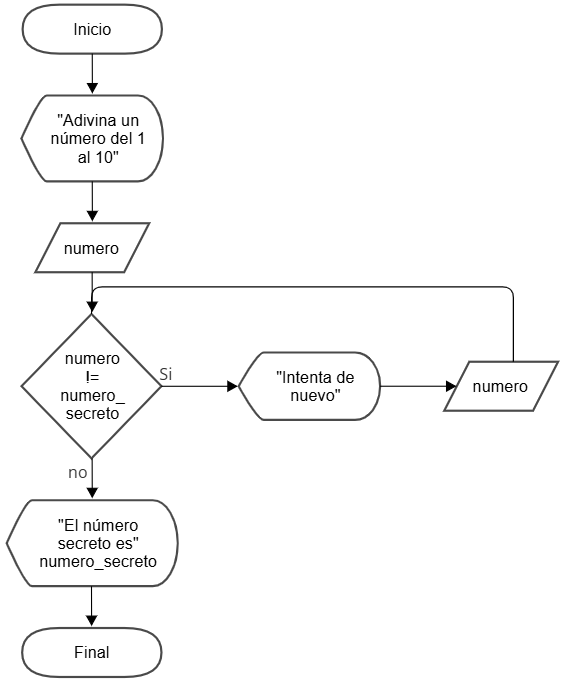 Inicio
"Adivina un
número del 1
al 10"
numero
numero
!=
numero_
secreto
Si
"Intenta de
nuevo"
numero
no
"El número
secreto es"
numero_secreto
Final